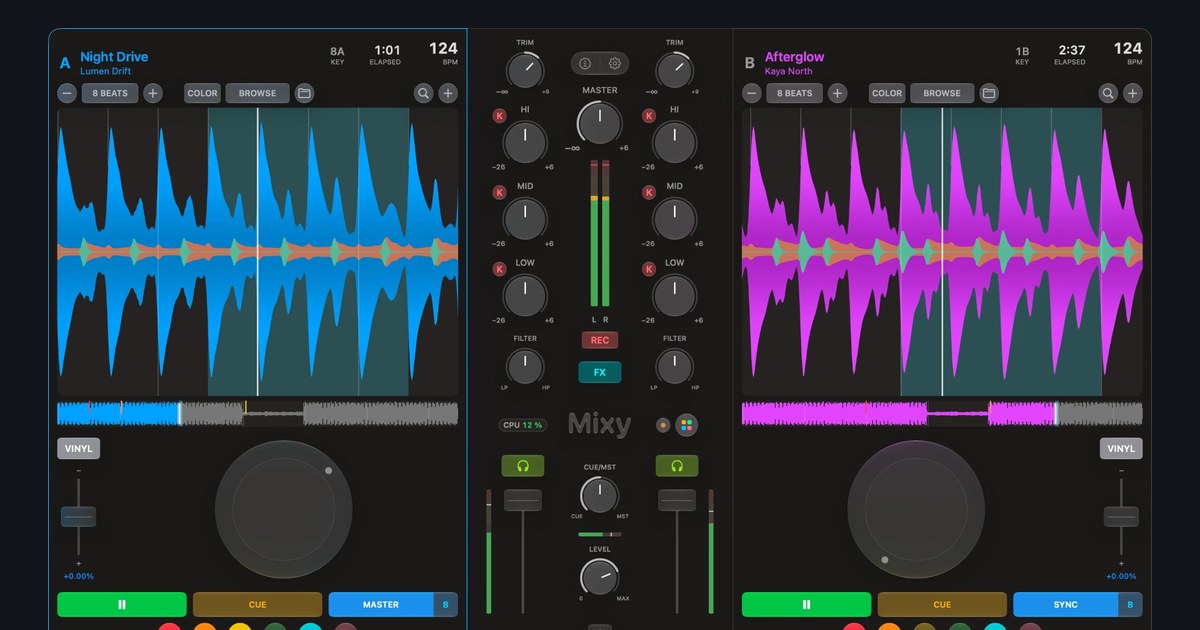 A
Night Drive
Lumen Drift
8A
KEY
1:01
ELAPSED
124
BPM
8 BEATS
COLOR
BROWSE
VINYL
+0.00%
CUE
MASTER
B
TRIM
-∞
+9
K
HI
-26
+6
K
MID
-26
+6
K
LOW
-26
+6
FILTER
LP
HP
MASTER
-∞
+6
L R
REC
FX
CPU 12 %
Mixy
CUE/MST
CUE
MST
LEVEL
0
MAX
TRIM
-∞
+9
K
HI
-26
+6
K
MID
-26
+6
K
LOW
-26
+6
FILTER
LP
HP
B
Afterglow
Kaya North
1B
KEY
2:37
ELAPSED
124
BPM
8 BEATS
COLOR
BROWSE
VINYL
+0.00%
CUE
SYNC
B